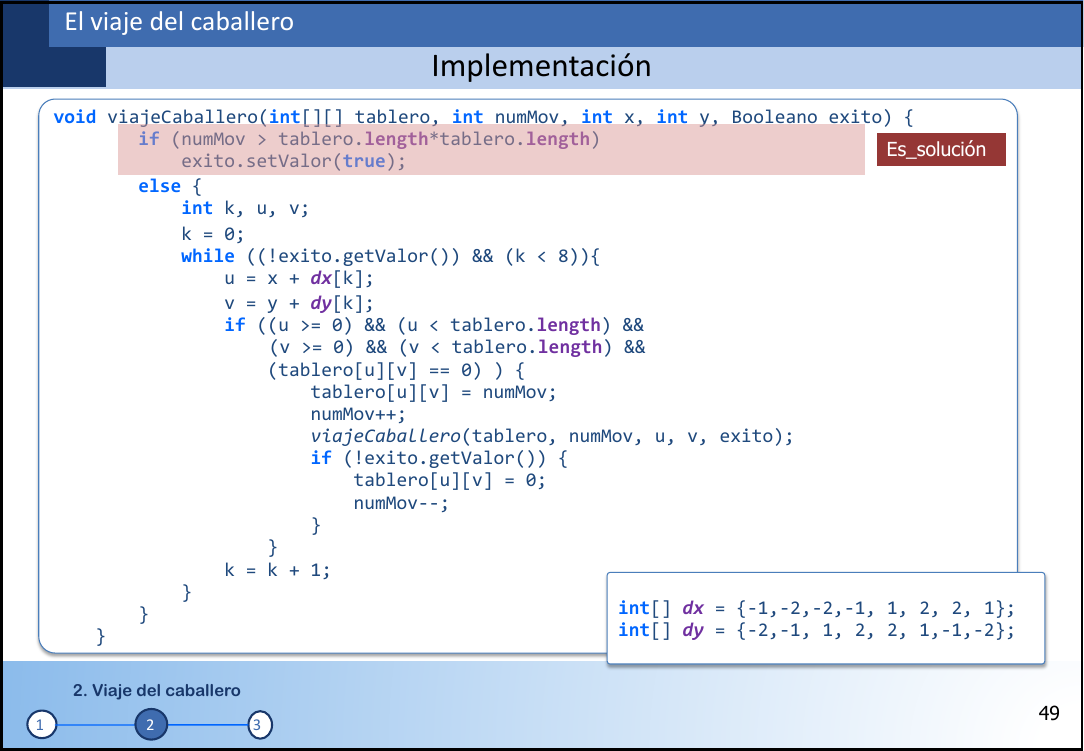 El viaje del caballero
Implementación
void viajeCaballero(int[][] tablero, int numMov, int x, int y, Booleano exito) {
if (numMov > tablero.length*tablero.length)
exito.setValor(true);
Es_solución
else {
int k, u, v;
k = 0;
while ((!exito.getValor()) && (k < 8)){
u = x + dx[k];
v = y + dy[k];
if ((u >= 0) && (u < tablero.length) &&
(v >= 0) && (v < tablero.length) &&
(tablero[u][v] == 0) ) {
tablero[u][v] = numMov;
numMov++;
viajeCaballero(tablero, numMov, u, v, exito);
if (!exito.getValor()) {
tablero[u][v] = 0;
numMov--;
}
}
k = k + 1;
}
}
}
int[] dx = {-1,-2,-2,-1, 1, 2, 2, 1};
int[] dy = {-2,-1, 1, 2, 2, 1,-1,-2};
2. Viaje del caballero
1 2 3
49